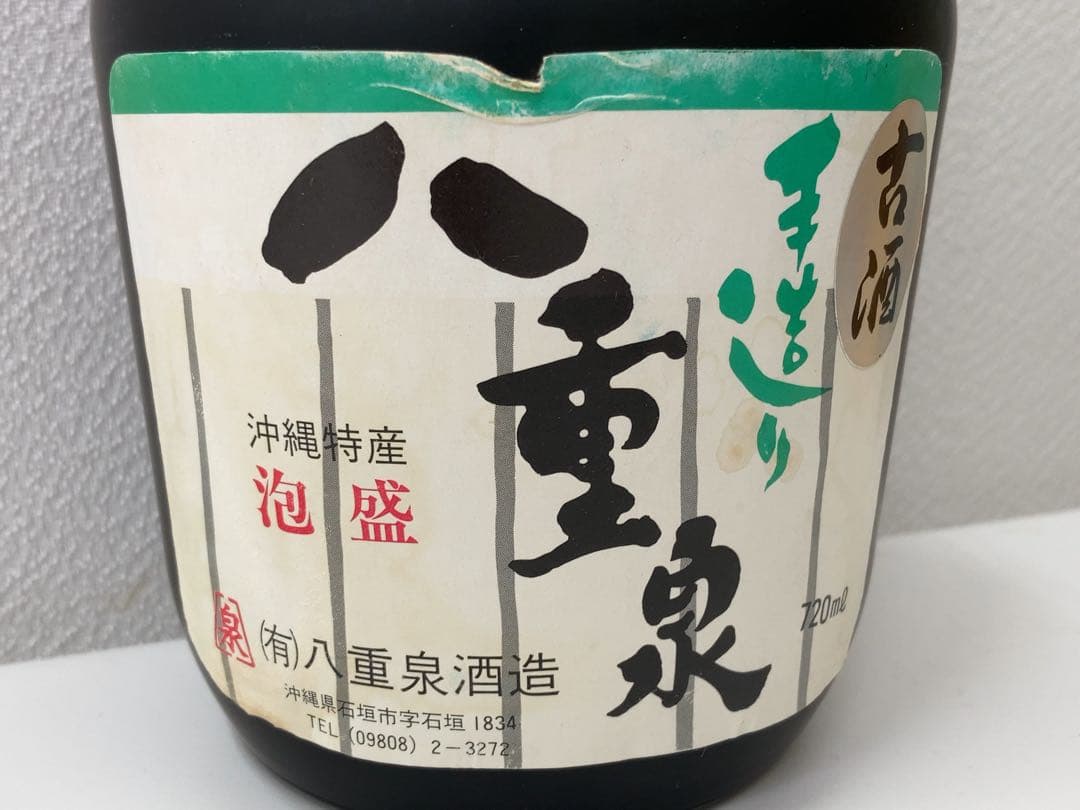 八重泉
手造り
古酒
沖縄特産
泡盛
720ml
泉
(有)八重泉酒造
沖縄県石垣市字石垣 1834
TEL (09808) 2-3272